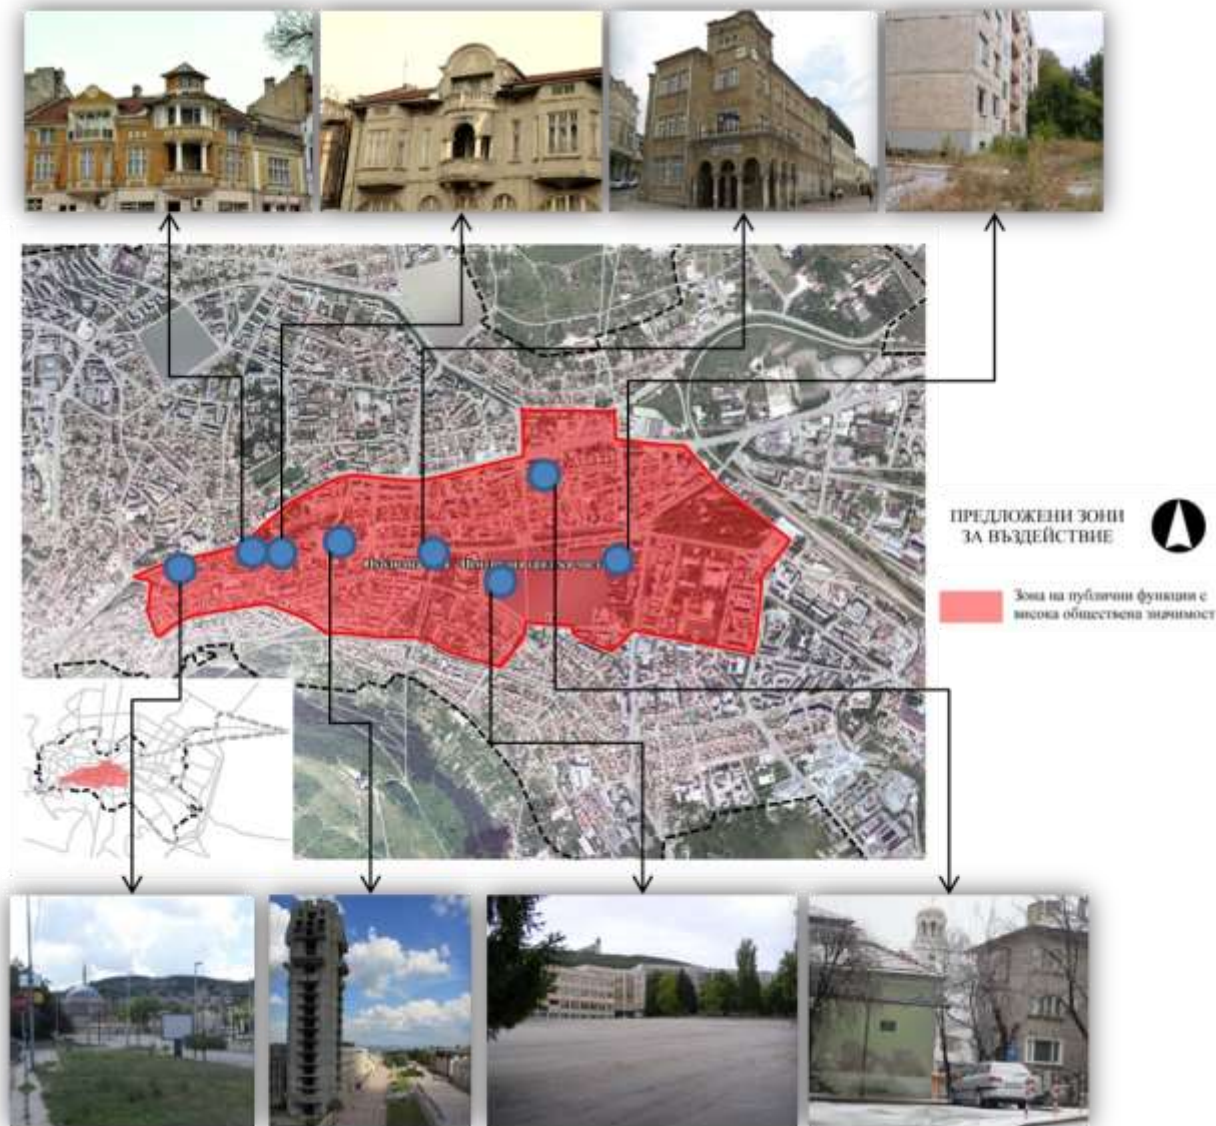 ПРЕДЛОЖЕНИ ЗОНИ
ЗА ВЪЗДЕЙСТВИЕ
Зона на публични функции с
висока обществена значимост